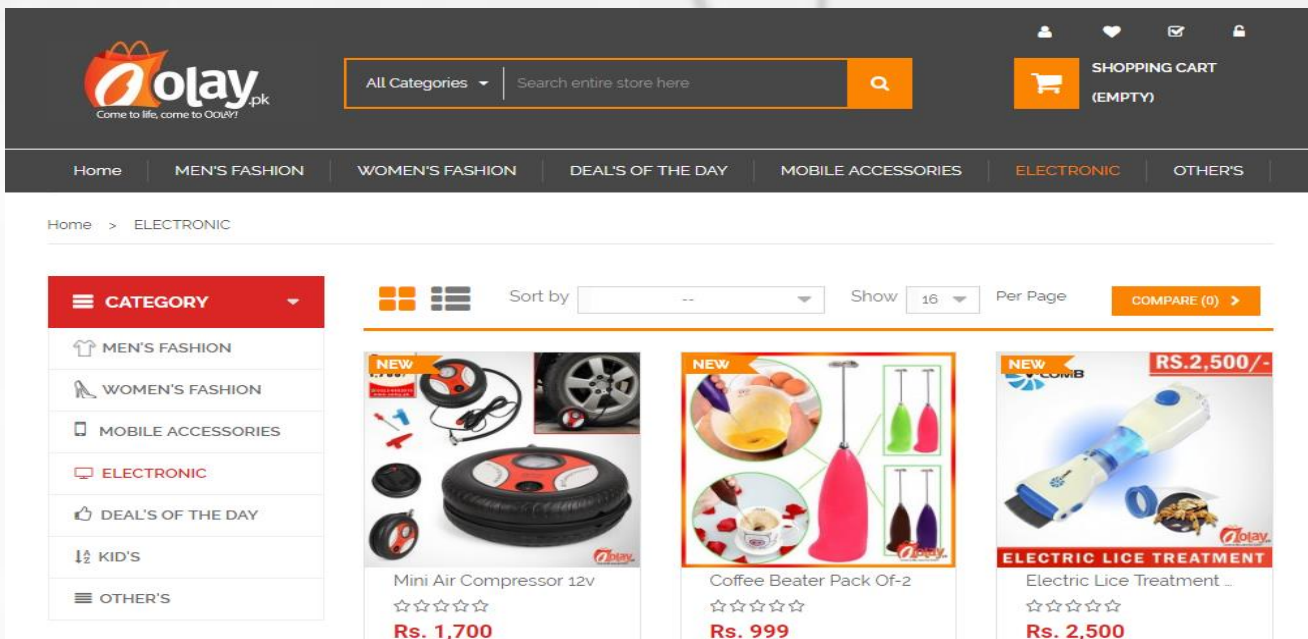 oolay.pk
Come to life, come to OOLAY!
All Categories
Search entire store here
SHOPPING CART
(EMPTY)
Home
MEN'S FASHION
WOMEN'S FASHION
DEAL'S OF THE DAY
MOBILE ACCESSORIES
ELECTRONIC
OTHER'S
Home > ELECTRONIC
CATEGORY
MEN'S FASHION
WOMEN'S FASHION
MOBILE ACCESSORIES
ELECTRONIC
DEAL'S OF THE DAY
KID'S
OTHER'S
Sort by
--
Show
16
Per Page
COMPARE (0) >
NEW
oolay
Mini Air Compressor 12v
Rs. 1,700
NEW
oolay
Coffee Beater Pack Of-2
Rs. 999
NEW
RS.2,500/-
oolay
ELECTRIC LICE TREATMENT
Electric Lice Treatment ...
Rs. 2,500